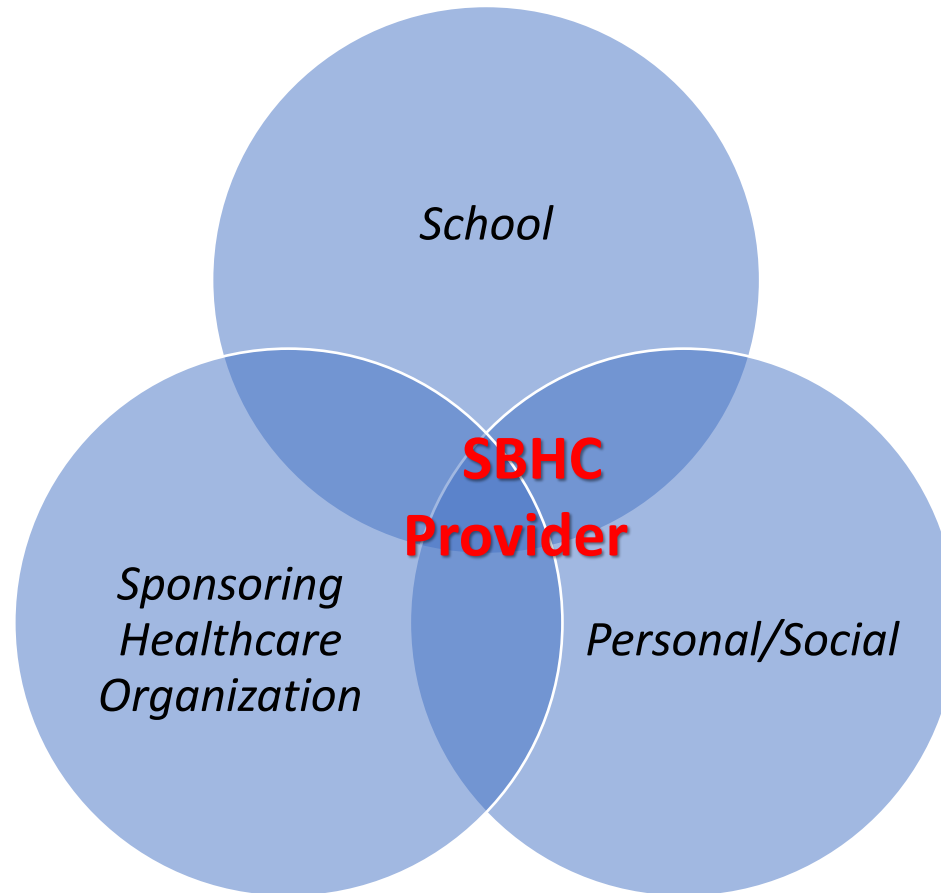 School
SBHC
Provider
Sponsoring
Healthcare
Organization
Personal/Social